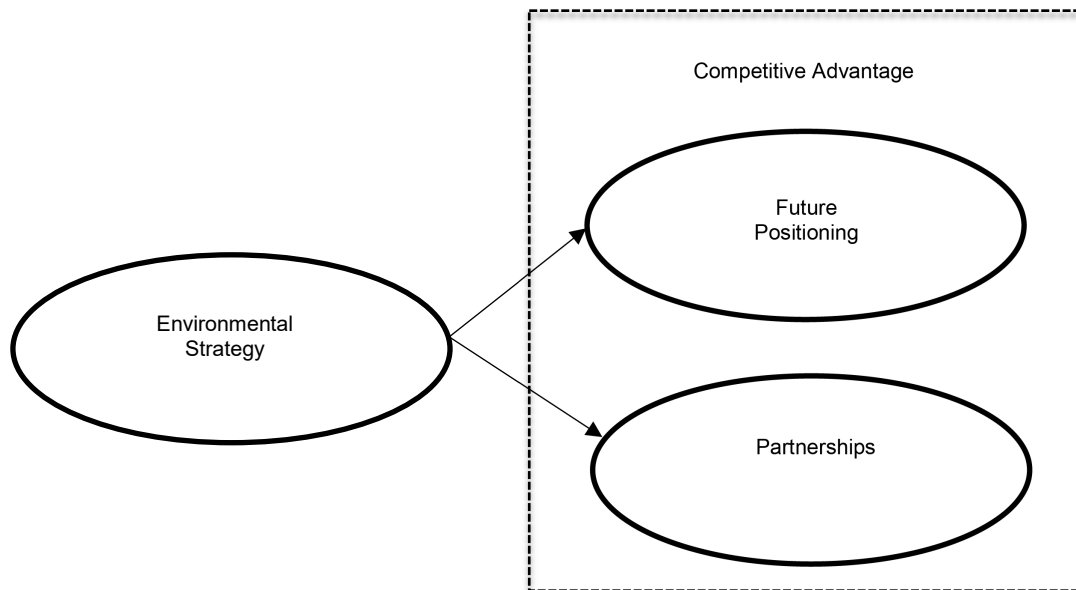 Competitive Advantage
Future
Positioning
Environmental
Strategy
Partnerships